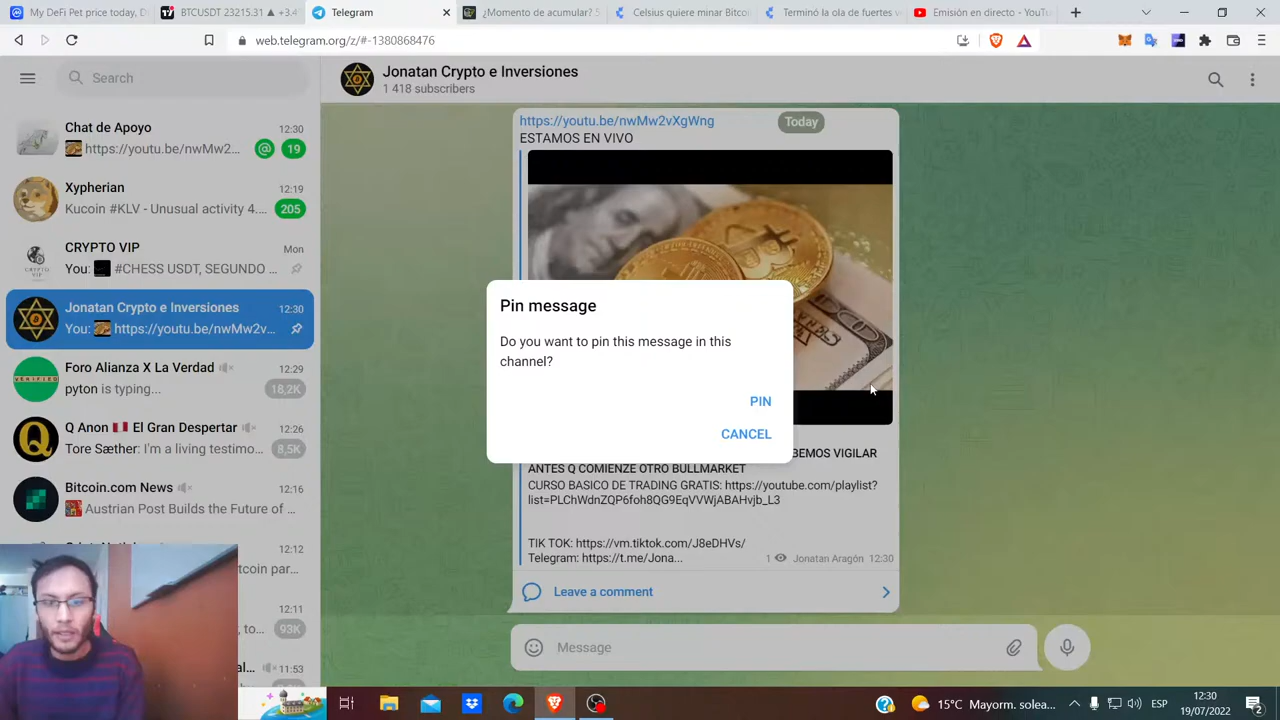 My DeFi Pet price today, D
BTCUSDT 23215.31 ▲ +3.4
Telegram
¿Momento de acumular? 5
Celsius quiere minar Bitco
Terminó la ola de fuertes v
Emisión en directo - YouT
web.telegram.org/z/#-1380868476
Search
Chat de Apoyo
12:30
https://youtu.be/nwMw2...
@
19
Xypherian
12:19
Kucoin #KLV - Unusual activity 4....
205
CRYPTO VIP
Mon
You: #CHESS USDT, SEGUNDO ...
Jonatan Crypto e Inversiones
12:30
You: https://youtu.be/nwMw2v...
Foro Alianza X La Verdad
12:29
pyton is typing...
18,2K
Q Anon El Gran Despertar
12:26
Tore Sæther: I'm a living testimo...
8,5K
Bitcoin.com News
12:16
Austrian Post Builds the Future of ...
12:12
tcoin par...
12:11
, to...
93K
al...
11:53
Jonatan Crypto e Inversiones
1 418 subscribers
https://youtu.be/nwMw2vXgWng
Today
ESTAMOS EN VIVO
Pin message
Do you want to pin this message in this
channel?
PIN
CANCEL
BEMOS VIGILAR
ANTES Q COMIENZE OTRO BULLMARKET
CURSO BASICO DE TRADING GRATIS: https://youtube.com/playlist?
list=PLChWdnZQP6foh8QG9EqVVWjABAHvjb_L3
TIK TOK: https://vm.tiktok.com/J8eDHVs/
Telegram: https://t.me/Jona...
1
Jonatan Aragón 12:30
Leave a comment
Message
15°C Mayorm. solea...
ESP
12:30
19/07/2022
2